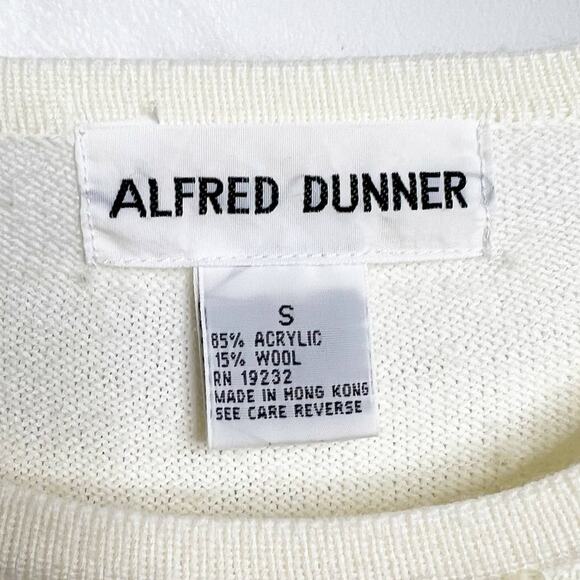 ALFRED DUNNER
S
85% ACRYLIC
15% WOOL
RN 19232
MADE IN HONG KONG
SEE CARE REVERSE